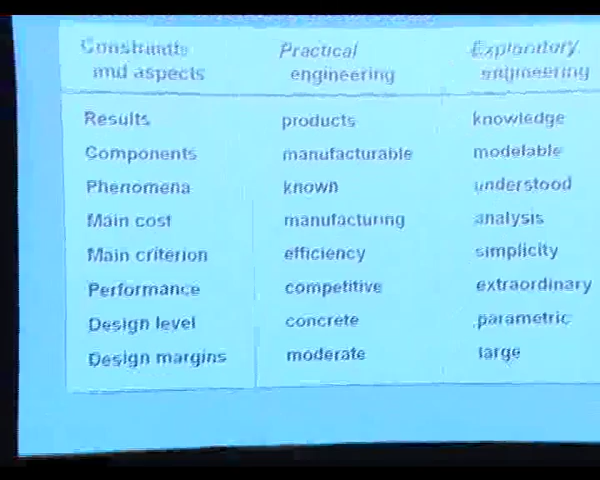 Constraints Practical Exploratory
and aspects engineering engineering
Results products knowledge
Components manufacturable modelable
Phenomena known understood
Main cost manufacturing analysis
Main criterion efficiency simplicity
Performance competitive extraordinary
Design level concrete parametric
Design margins moderate large